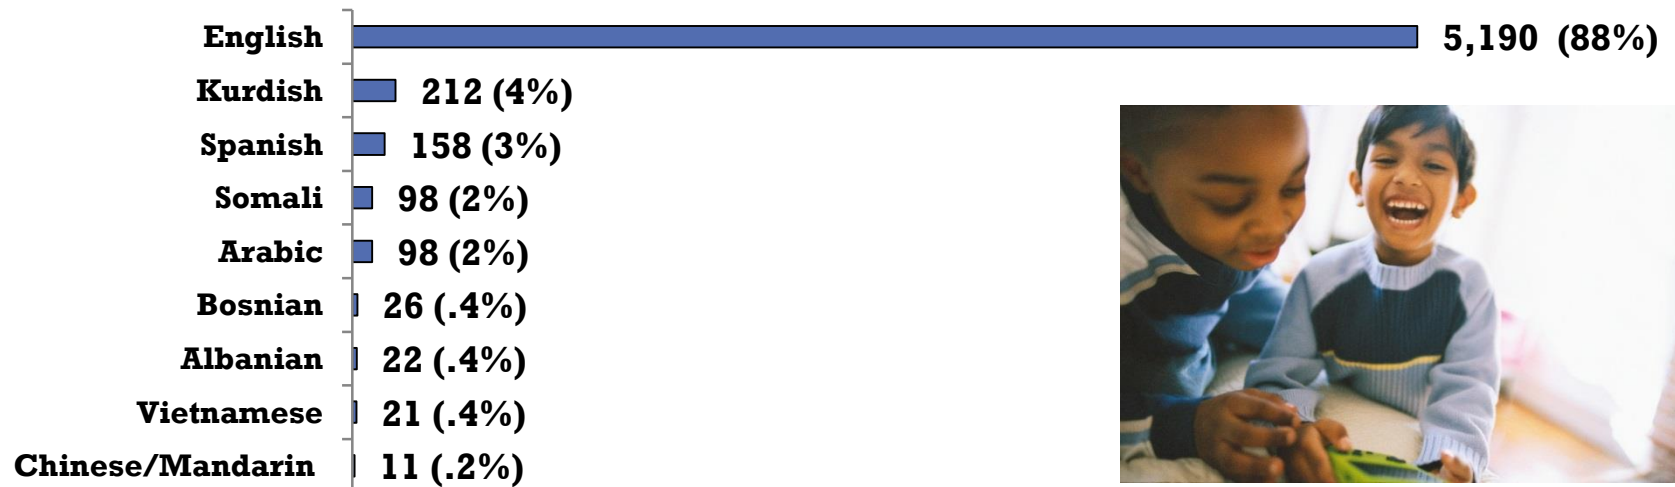 English 5,190 (88%)
Kurdish 212 (4%)
Spanish 158 (3%)
Somali 98 (2%)
Arabic 98 (2%)
Bosnian 26 (.4%)
Albanian 22 (.4%)
Vietnamese 21 (.4%)
Chinese/Mandarin 11 (.2%)